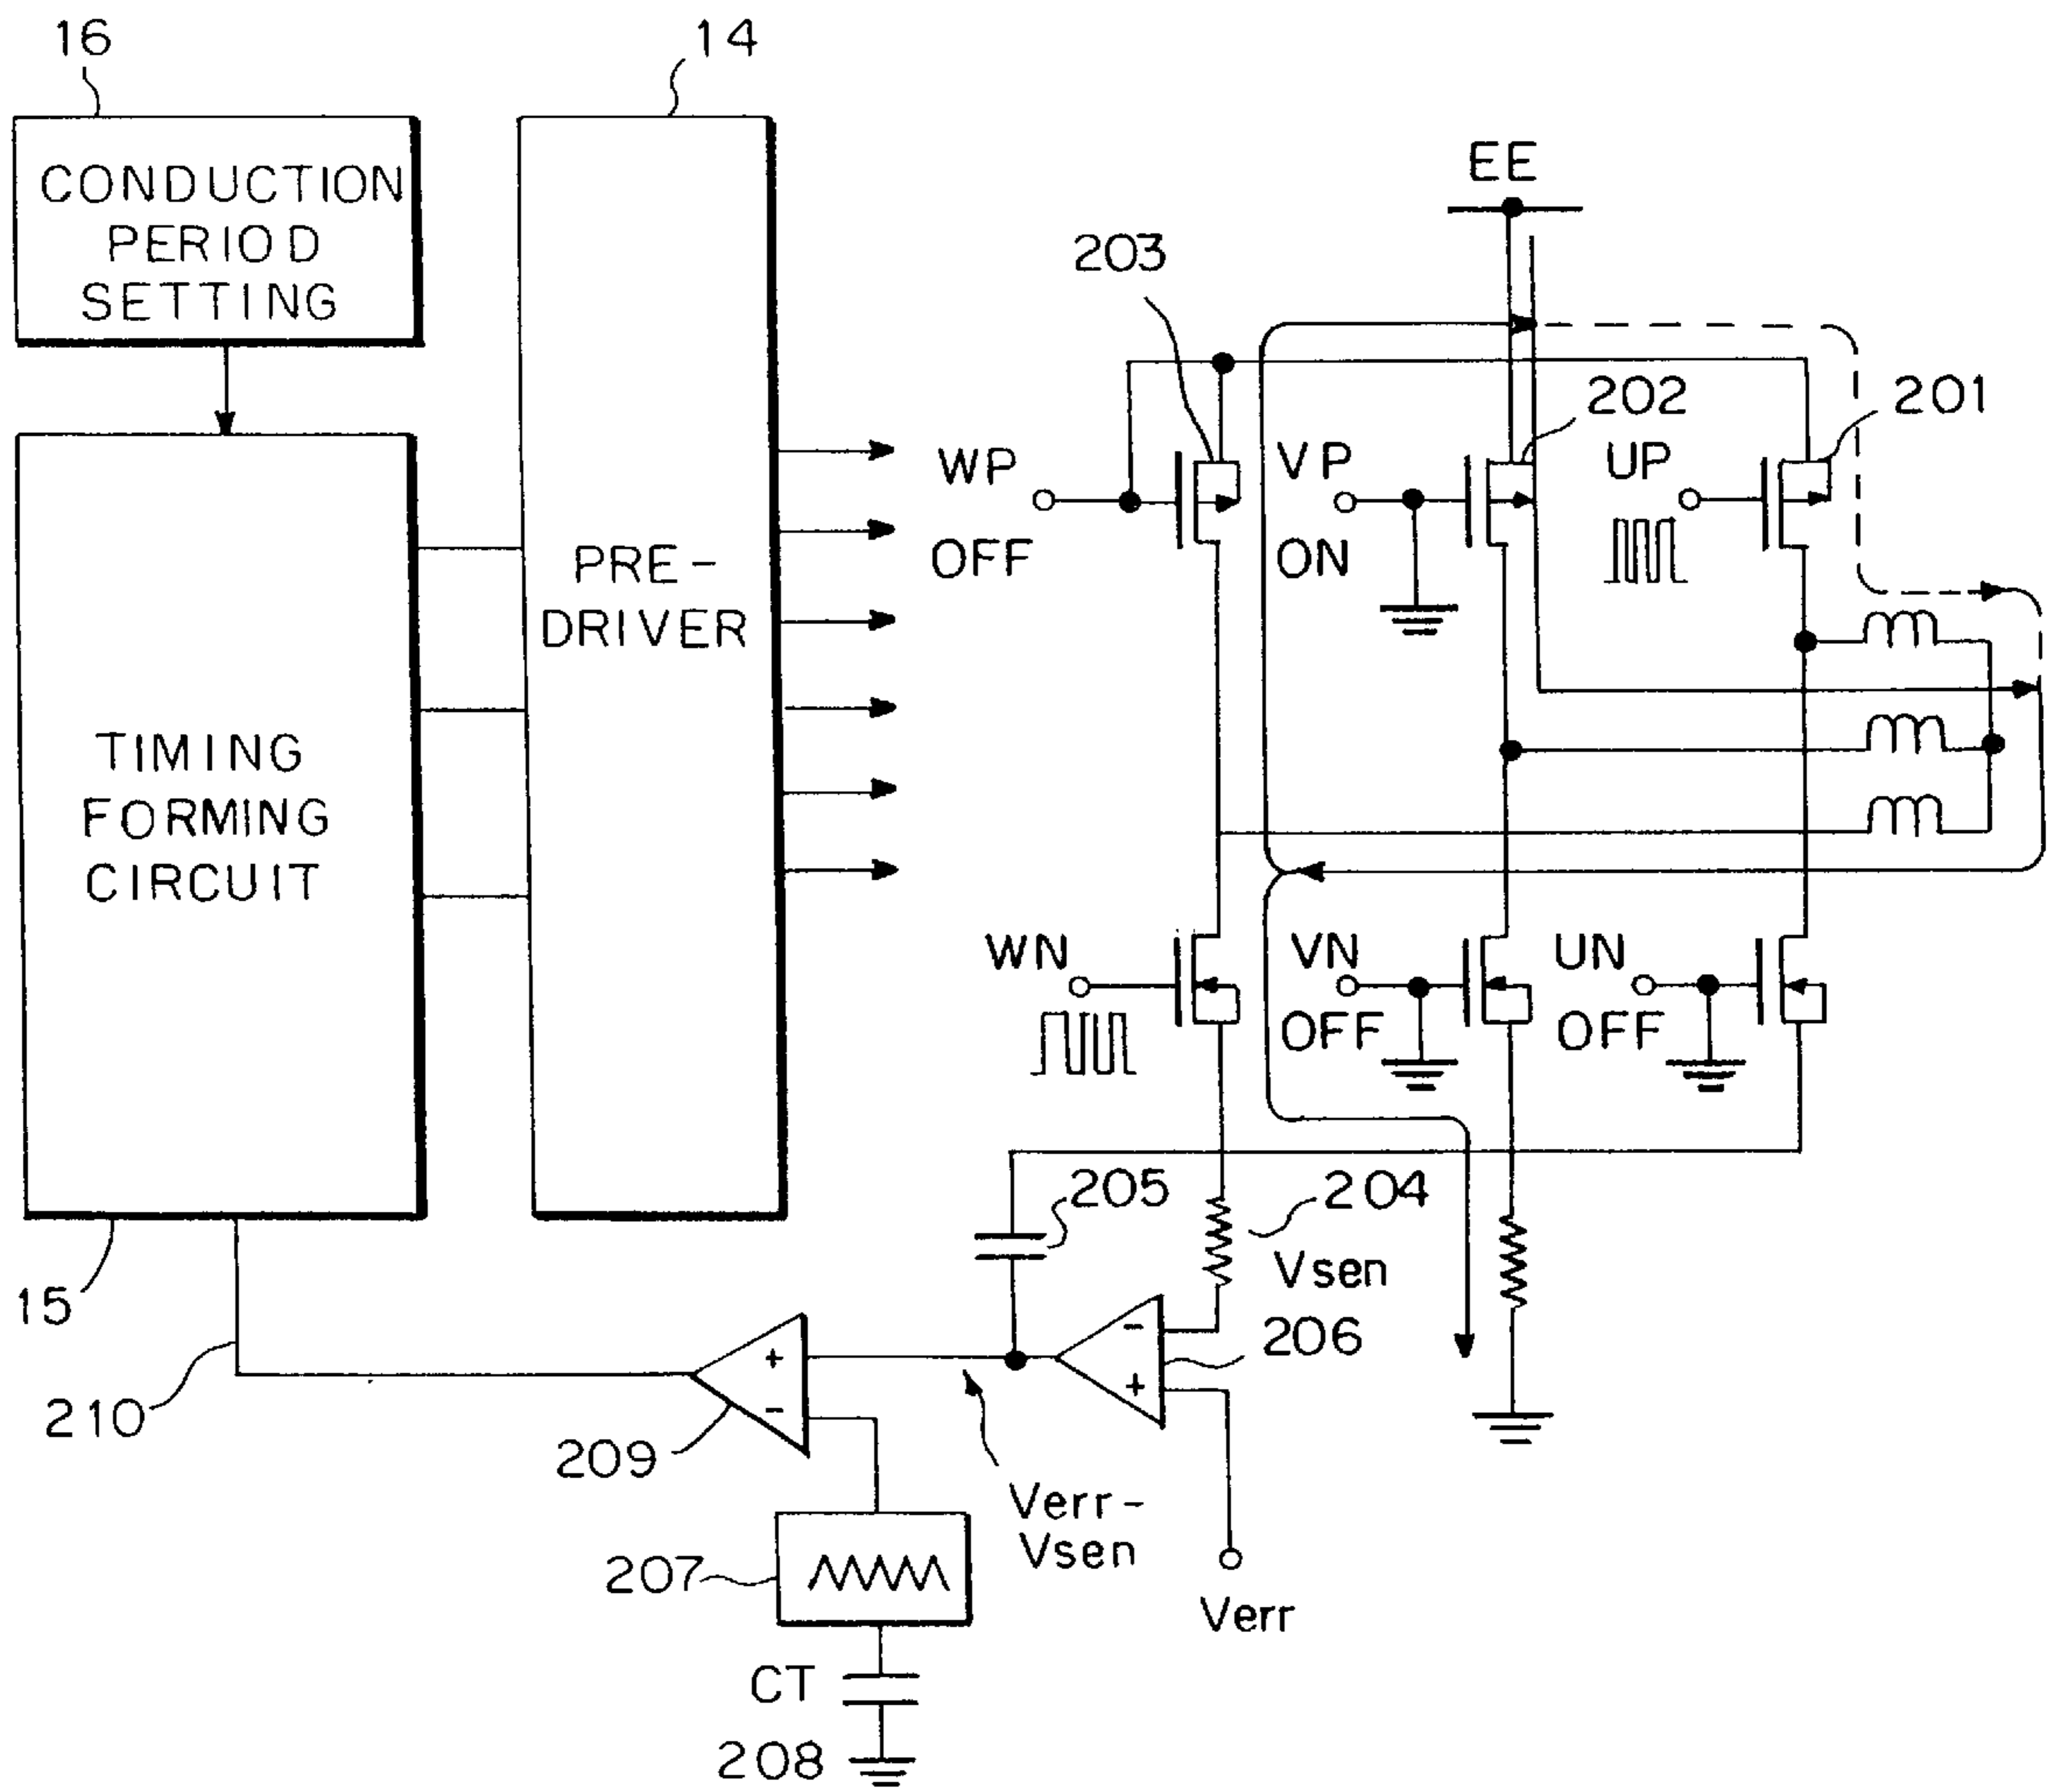 16
14
CONDUCTION
PERIOD
SETTING
EE
203
202
201
WP
VP
UP
OFF
ON
PRE-
DRIVER
TIMING
FORMING
CIRCUIT
WN
VN
UN
OFF
OFF
205
204
Vsen
15
206
-
+
+
-
210
209
Verr-
Vsen
207
Verr
CT
208